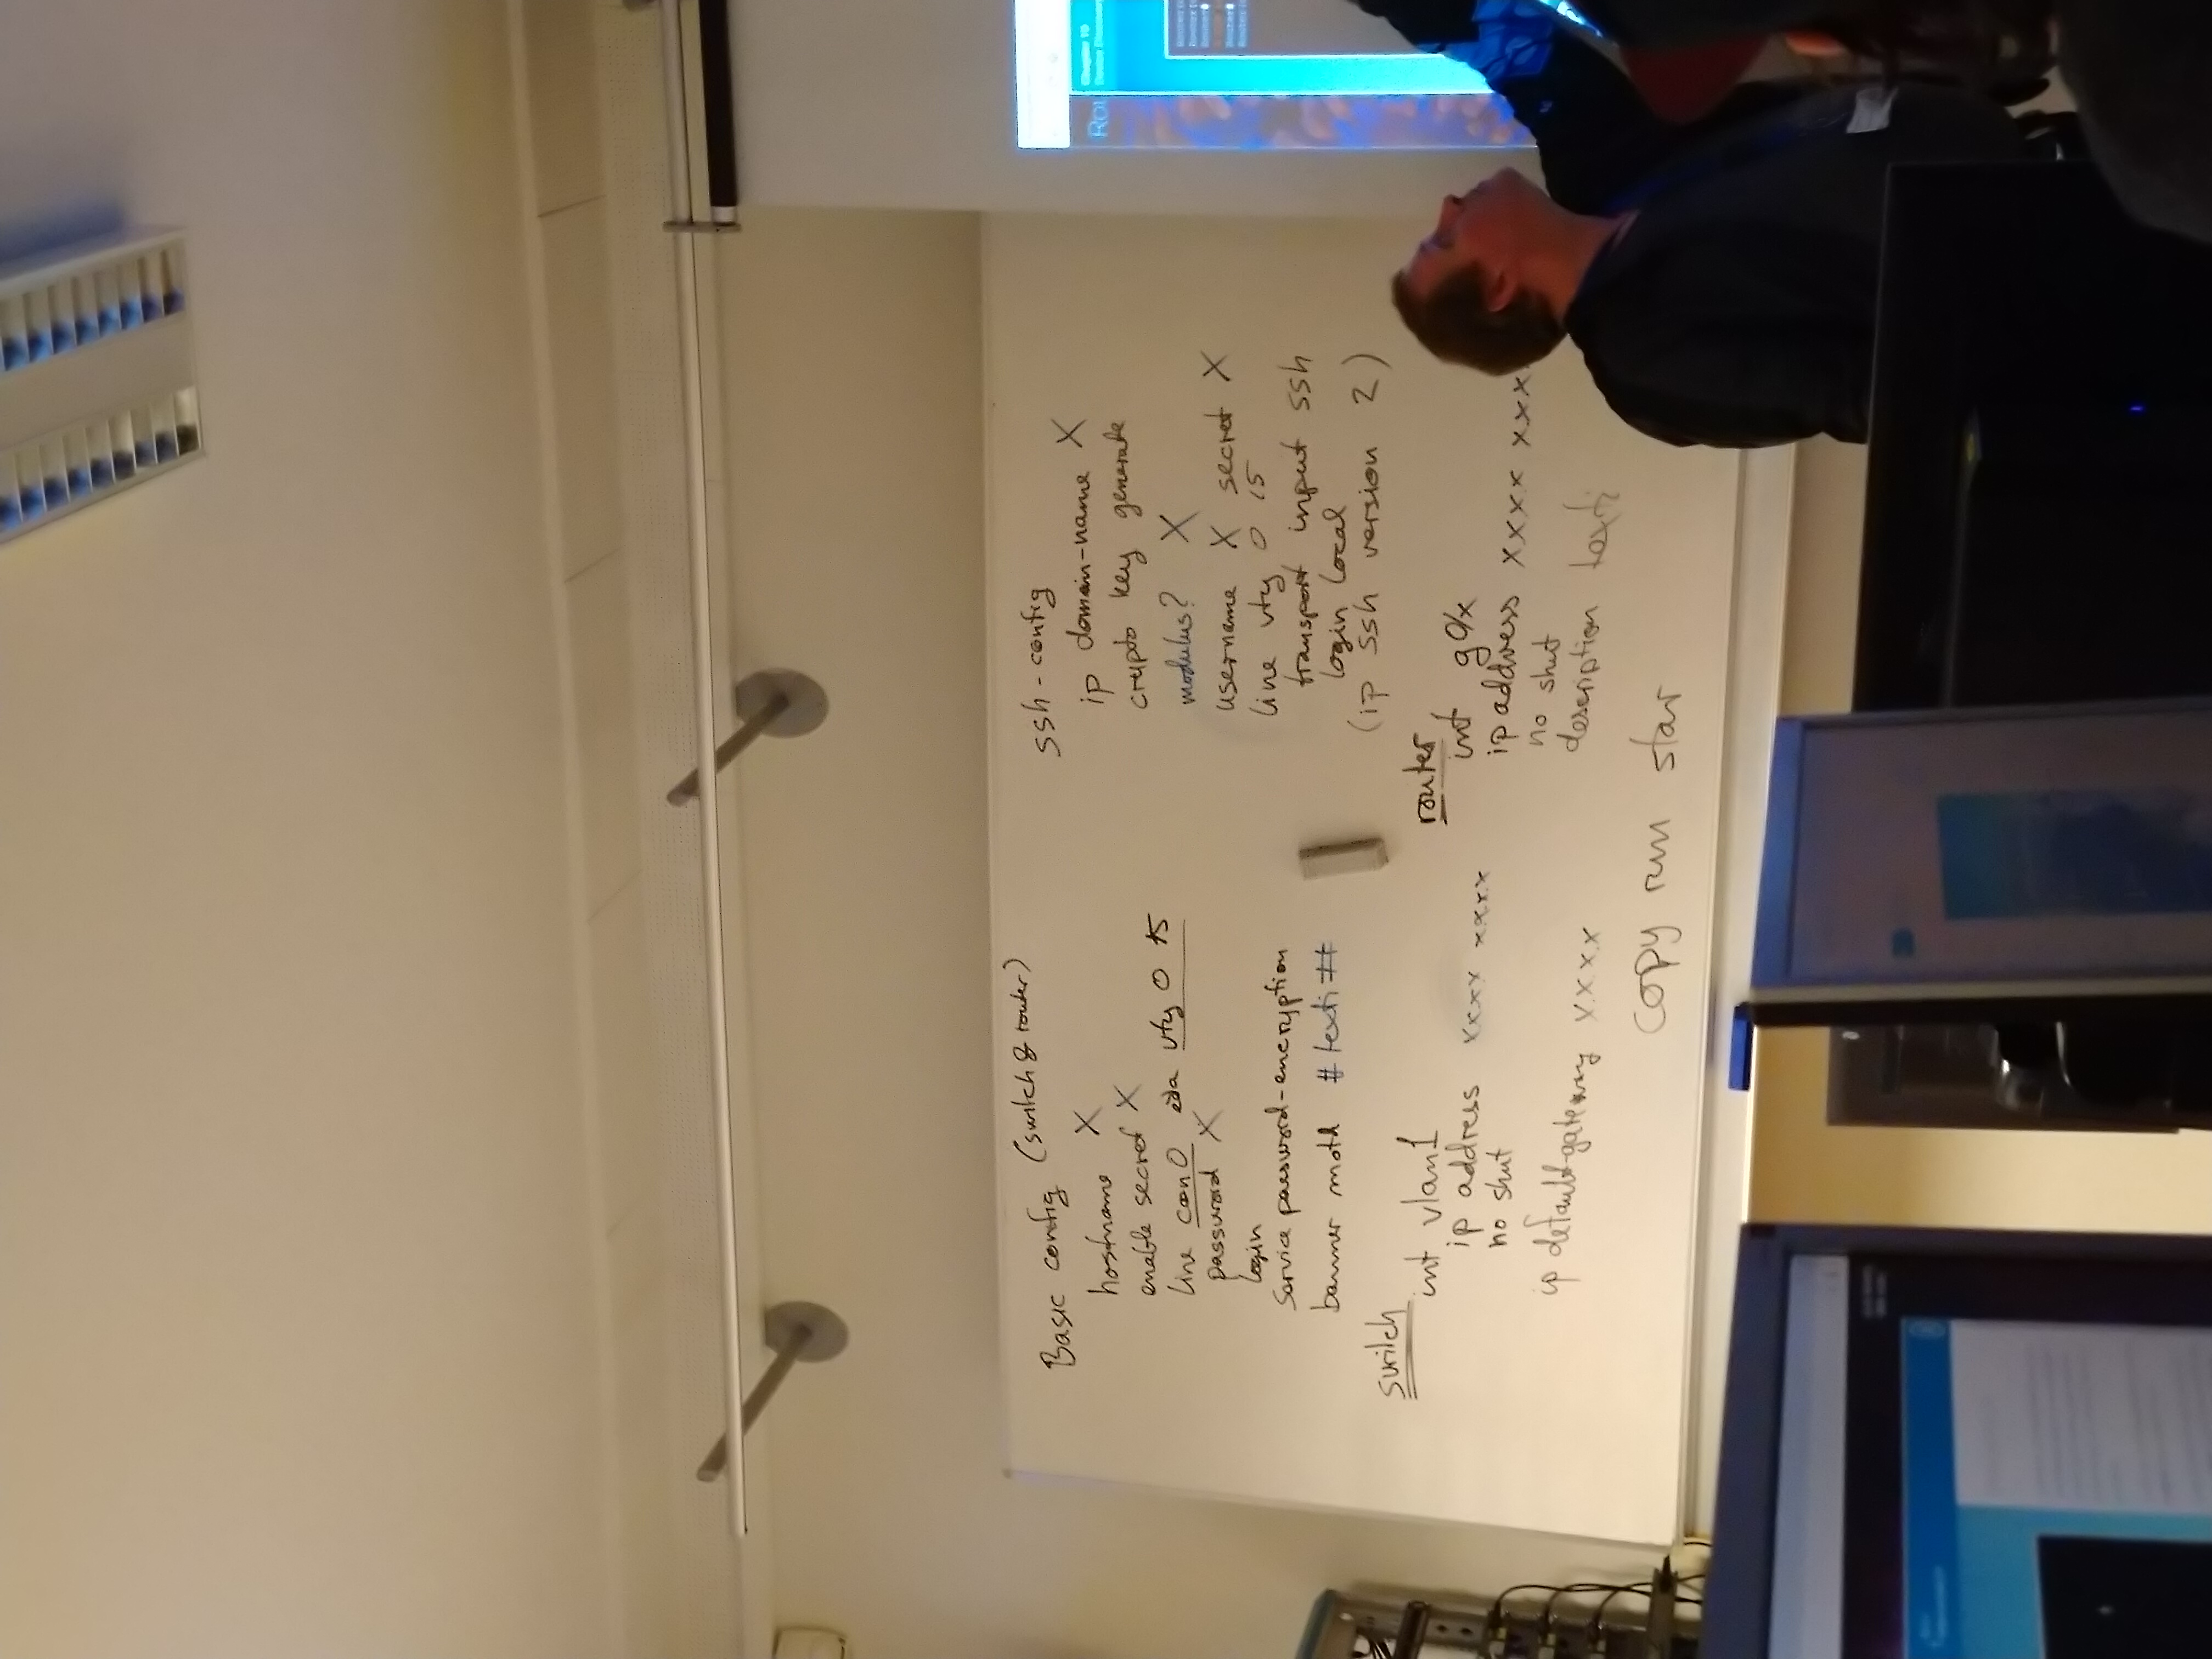 Basic config (switch & router)
hostname X
enable secret X
line con 0 eda vty 0 15
password X
login
Service password-encryption
banner motd # texti #
switch
int vlan1
ip address x.x.x.x x.x.x.x
no shut
ip default-gateway x.x.x.x
ssh-config
ip domain-name X
crypto key generate
modulus? X
username X secret X
line vty 0 15
transport input ssh
login local
(ip ssh version 2)
router
int g0/x
ip address x x x x x.x.x
no shut
description texti
copy run star
Rou
Chapter 10
Device Discovery